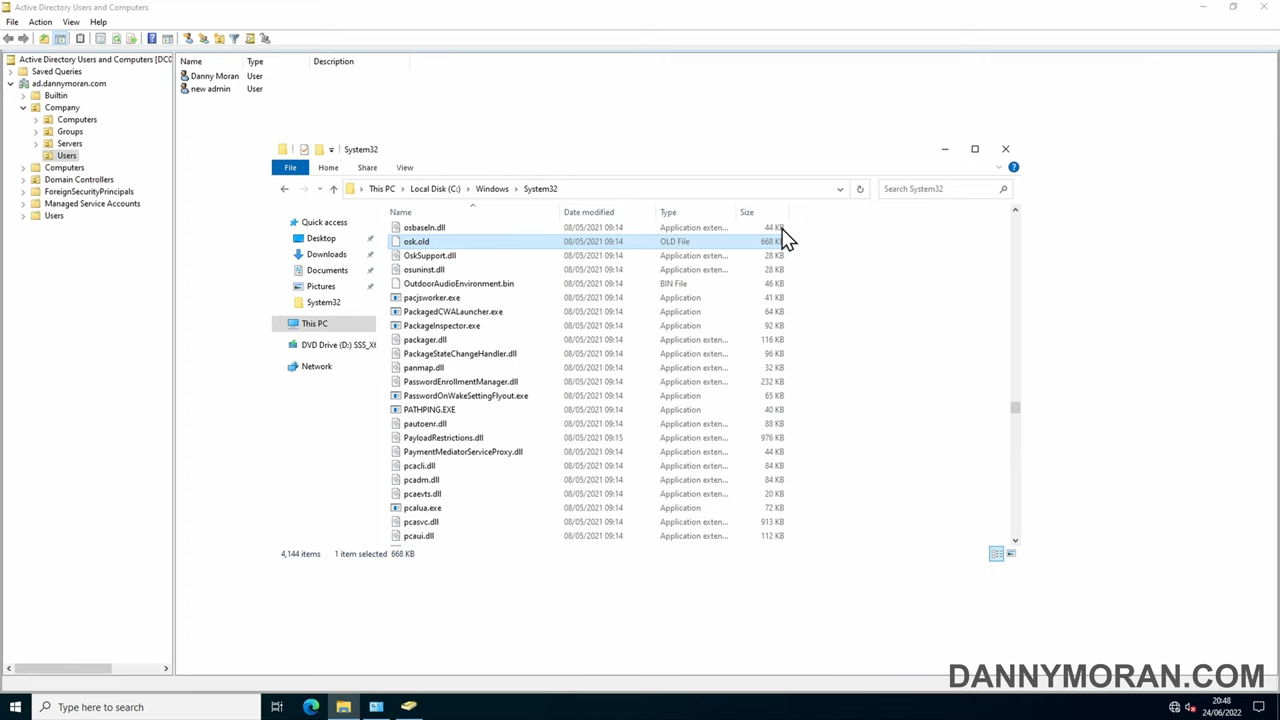 Active Directory Users and Computers
File Action View Help
Active Directory Users and Computers [DC0
Saved Queries
ad.dannymoran.com
Builtin
Company
Computers
Groups
Servers
Users
Computers
Domain Controllers
ForeignSecurityPrincipals
Managed Service Accounts
Users
Name Type Description
Danny Moran User
new admin User
System32
File Home Share View
This PC Local Disk (C:) Windows System32
Search System32
Quick access
Desktop
Downloads
Documents
Pictures
System32
This PC
DVD Drive (D:) SSS_X6
Network
Name Date modified Type Size
osbaseln.dll 08/05/2021 09:14 Application exten... 44 KB
osk.old 08/05/2021 09:14 OLD File 668 KB
OskSupport.dll 08/05/2021 09:14 Application exten... 28 KB
osuninst.dll 08/05/2021 09:14 Application exten... 28 KB
OutdoorAudioEnvironment.bin 08/05/2021 09:14 BIN File 46 KB
pacjsworker.exe 08/05/2021 09:14 Application 41 KB
PackagedCWALauncher.exe 08/05/2021 09:14 Application 64 KB
PackageInspector.exe 08/05/2021 09:14 Application 92 KB
packager.dll 08/05/2021 09:14 Application exten... 116 KB
PackageStateChangeHandler.dll 08/05/2021 09:14 Application exten... 96 KB
panmap.dll 08/05/2021 09:14 Application exten... 32 KB
PasswordEnrollmentManager.dll 08/05/2021 09:14 Application exten... 232 KB
PasswordOnWakeSettingFlyout.exe 08/05/2021 09:14 Application 65 KB
PATHPING.EXE 08/05/2021 09:14 Application 40 KB
pautoenr.dll 08/05/2021 09:14 Application exten... 88 KB
PayloadRestrictions.dll 08/05/2021 09:15 Application exten... 976 KB
PaymentMediatorServiceProxy.dll 08/05/2021 09:14 Application exten... 44 KB
pcacli.dll 08/05/2021 09:14 Application exten... 84 KB
pcadm.dll 08/05/2021 09:14 Application exten... 84 KB
pcaevts.dll 08/05/2021 09:14 Application exten... 20 KB
pcalua.exe 08/05/2021 09:14 Application 72 KB
pcasvc.dll 08/05/2021 09:14 Application exten... 913 KB
pcaui.dll 08/05/2021 09:14 Application exten... 112 KB
4,144 items 1 item selected 668 KB
DANNYMORAN.COM
Type here to search
20:48
24/06/2022